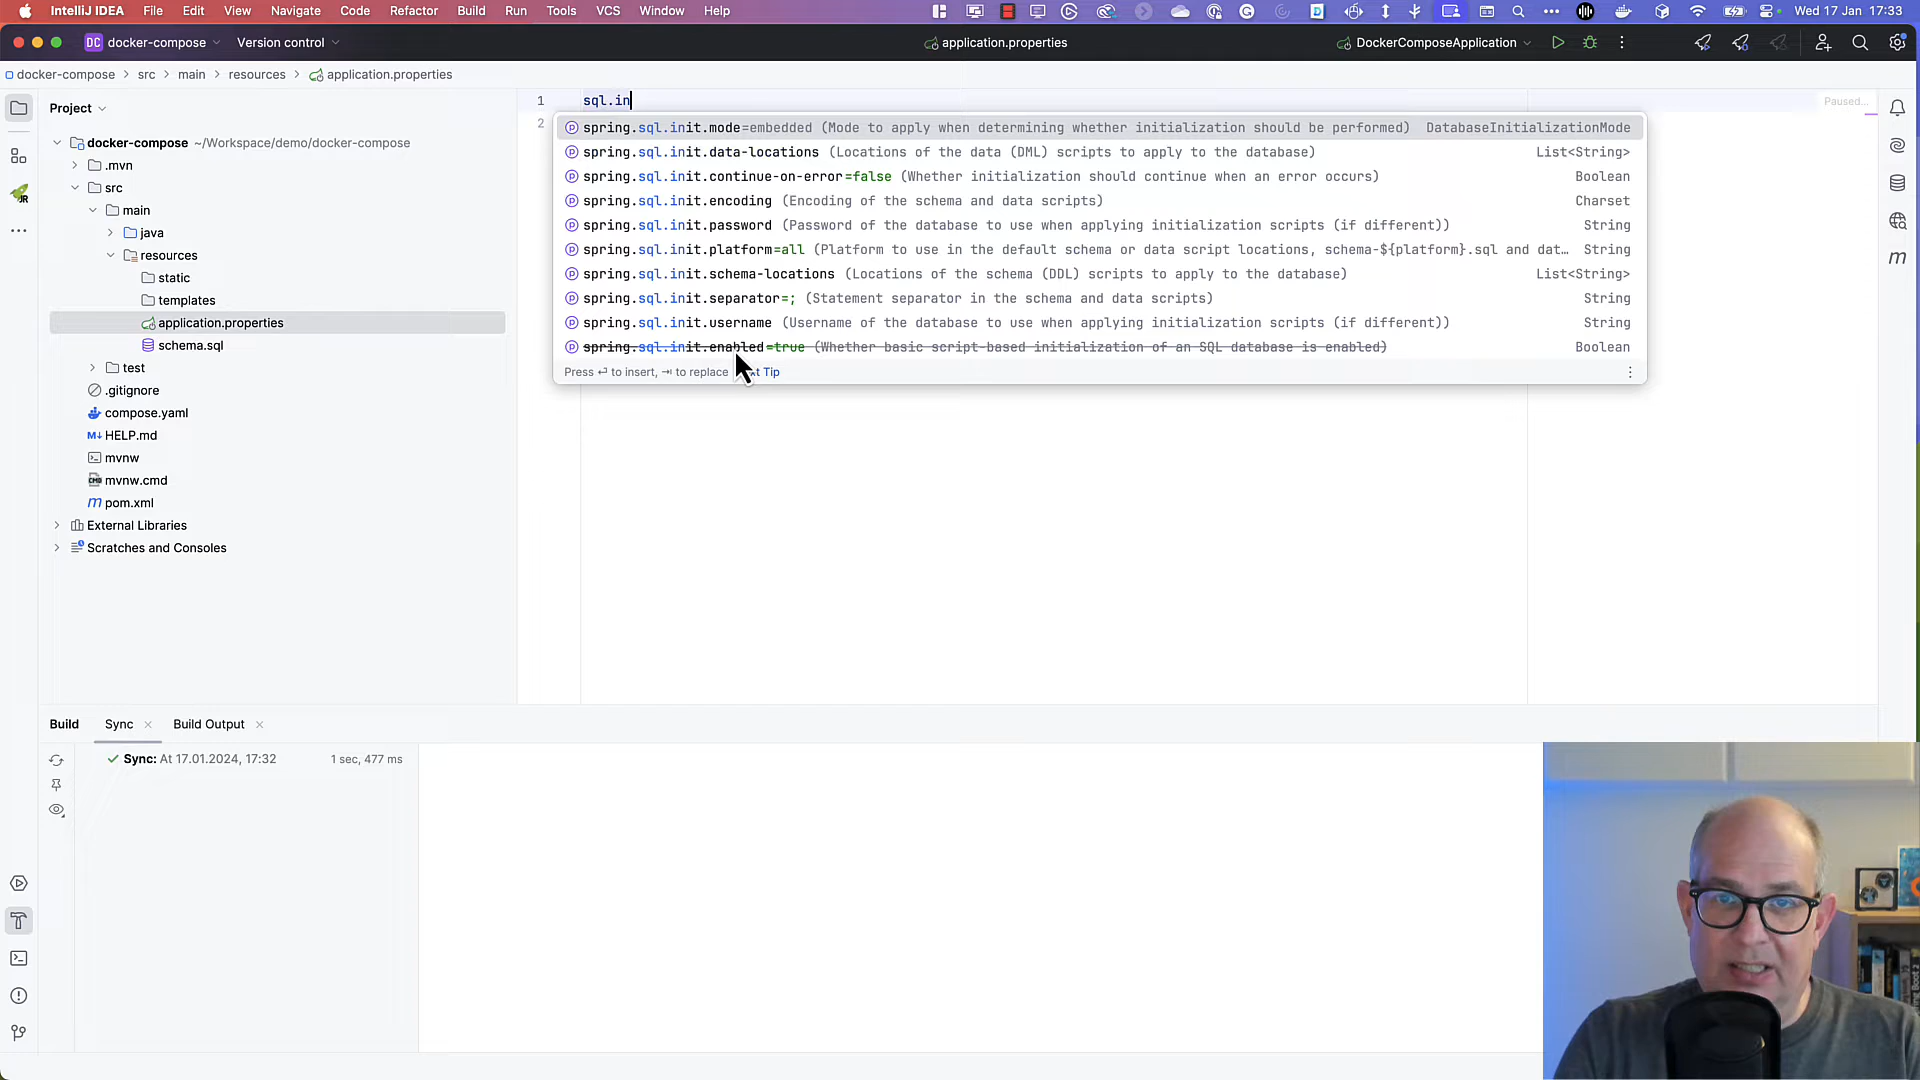 IntelliJ IDEA File Edit View Navigate Code Refactor Build Run Tools VCS Window Help Wed 17 Jan 17:33
DC docker-compose Version control application.properties DockerComposeApplication
docker-compose > src > main > resources > application.properties
Project
docker-compose ~/Workspace/demo/docker-compose
.mvn
src
main
java
resources
static
templates
application.properties
schema.sql
test
.gitignore
compose.yaml
HELP.md
mvnw
mvnw.cmd
pom.xml
External Libraries
Scratches and Consoles
1 sql.in
2
Paused...
spring.sql.init.mode=embedded (Mode to apply when determining whether initialization should be performed) DatabaseInitializationMode
spring.sql.init.data-locations (Locations of the data (DML) scripts to apply to the database) List<String>
spring.sql.init.continue-on-error=false (Whether initialization should continue when an error occurs) Boolean
spring.sql.init.encoding (Encoding of the schema and data scripts) Charset
spring.sql.init.password (Password of the database to use when applying initialization scripts (if different)) String
spring.sql.init.platform=all (Platform to use in the default schema or data script locations, schema-${platform}.sql and dat… String
spring.sql.init.schema-locations (Locations of the schema (DDL) scripts to apply to the database) List<String>
spring.sql.init.separator=; (Statement separator in the schema and data scripts) String
spring.sql.init.username (Username of the database to use when applying initialization scripts (if different)) String
spring.sql.init.enabled=true (Whether basic script-based initialization of an SQL database is enabled) Boolean
Press ⏎ to insert, ⇥ to replace Tip
Build Sync Build Output
Sync: At 17.01.2024, 17:32 1 sec, 477 ms